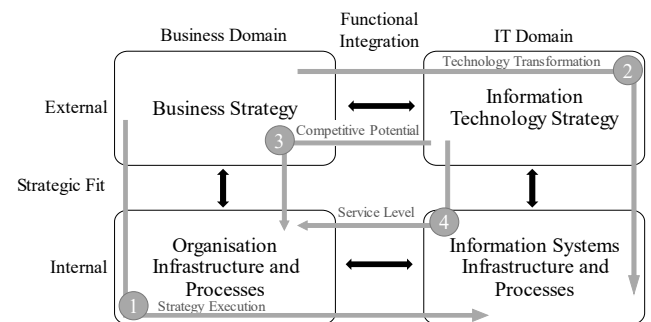 Functional
Integration
Business Domain
IT Domain
Technology Transformation
2
External
Business Strategy
Information
Technology Strategy
3
Competitive Potential
Strategic Fit
Service Level
4
Internal
Organisation
Infrastructure and
Processes
Information Systems
Infrastructure and
Processes
1
Strategy Execution